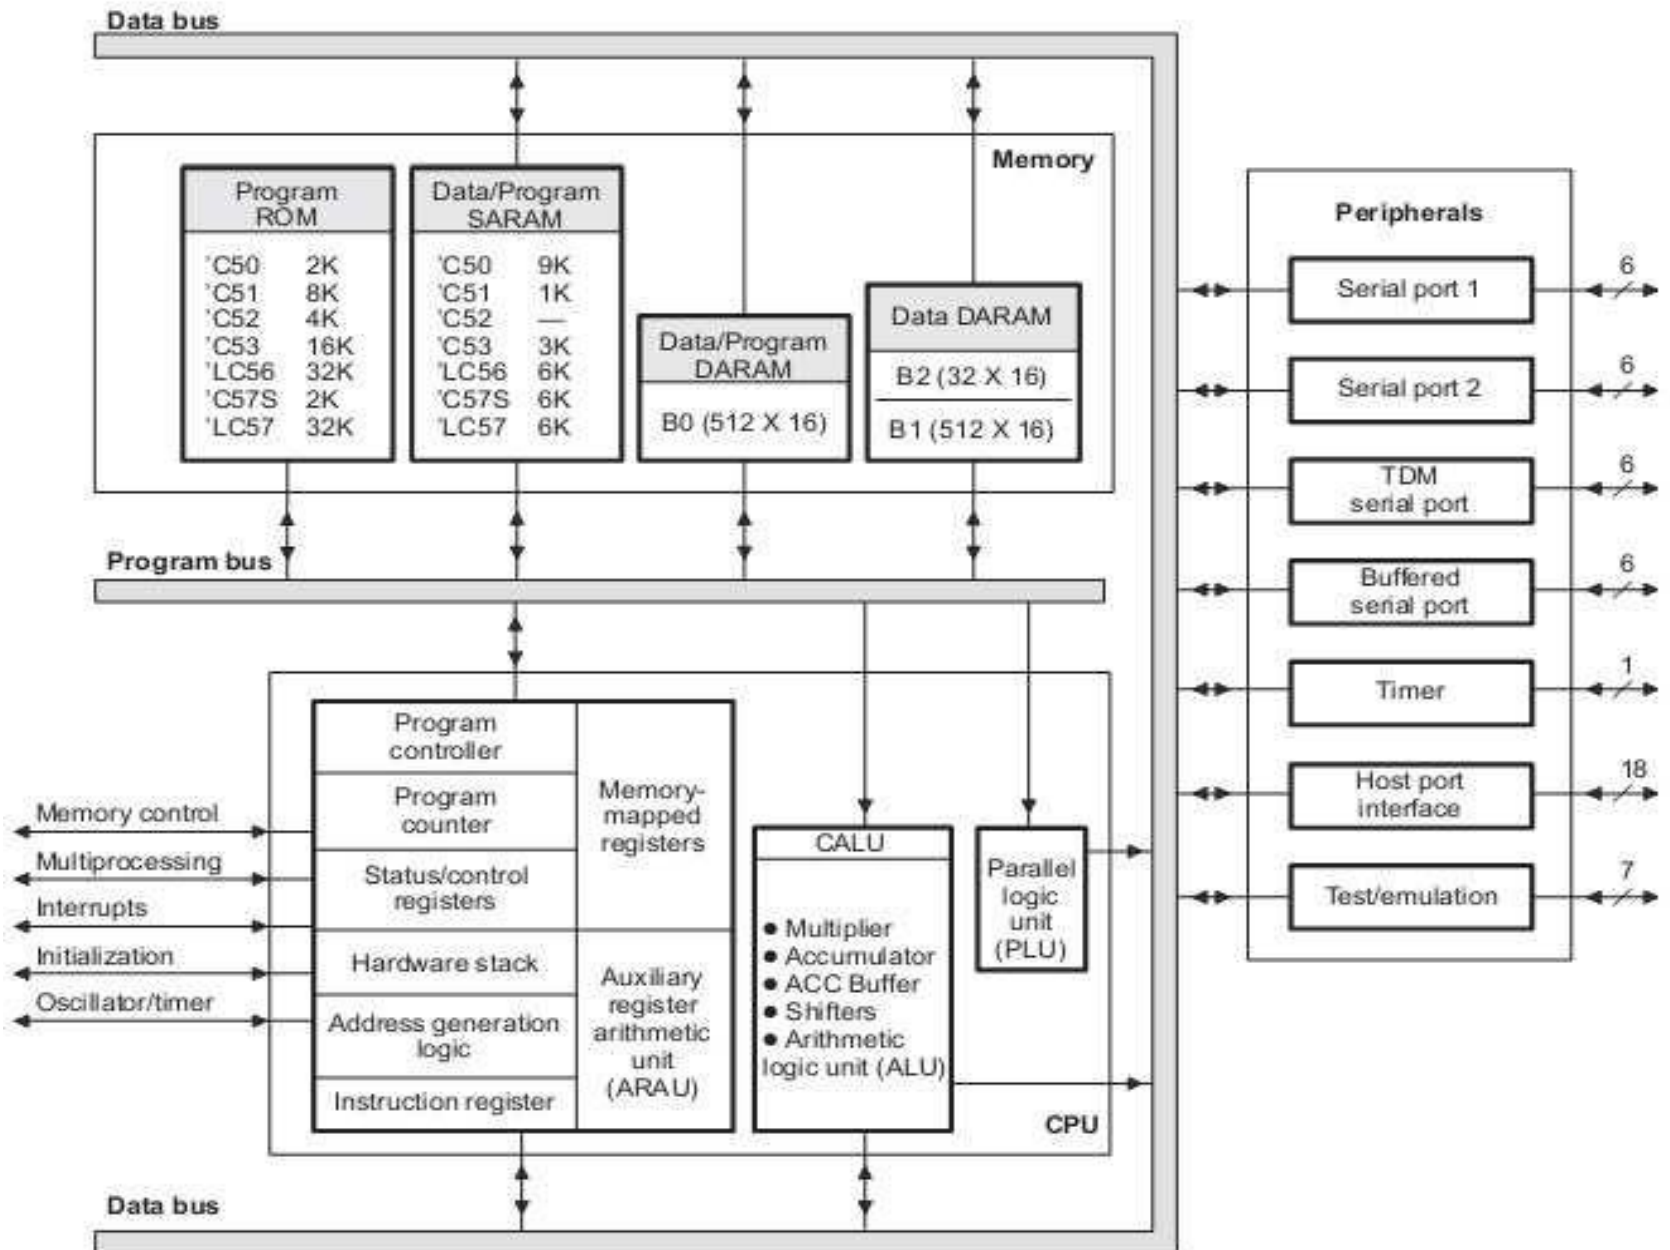 Data bus
Memory
Program
ROM
'C50 2K
'C51 8K
'C52 4K
'C53 16K
'LC56 32K
'C57S 2K
'LC57 32K
Data/Program
SARAM
'C50 9K
'C51 1K
'C52 —
'C53 3K
'LC56 6K
'C57S 6K
'LC57 6K
Data/Program
DARAM
B0 (512 X 16)
Data DARAM
B2 (32 X 16)
B1 (512 X 16)
Program bus
Program
controller
Program
counter
Status/control
registers
Hardware stack
Address generation
logic
Instruction register
Memory-
mapped
registers
Auxiliary
register
arithmetic
unit
(ARAU)
Memory control
Multiprocessing
Interrupts
Initialization
Oscillator/timer
CALU
● Multiplier
● Accumulator
● ACC Buffer
● Shifters
● Arithmetic
logic unit (ALU)
Parallel
logic
unit
(PLU)
CPU
Data bus
Peripherals
Serial port 1
6
Serial port 2
6
TDM
serial port
6
Buffered
serial port
6
Timer
1
Host port
interface
18
Test/emulation
7